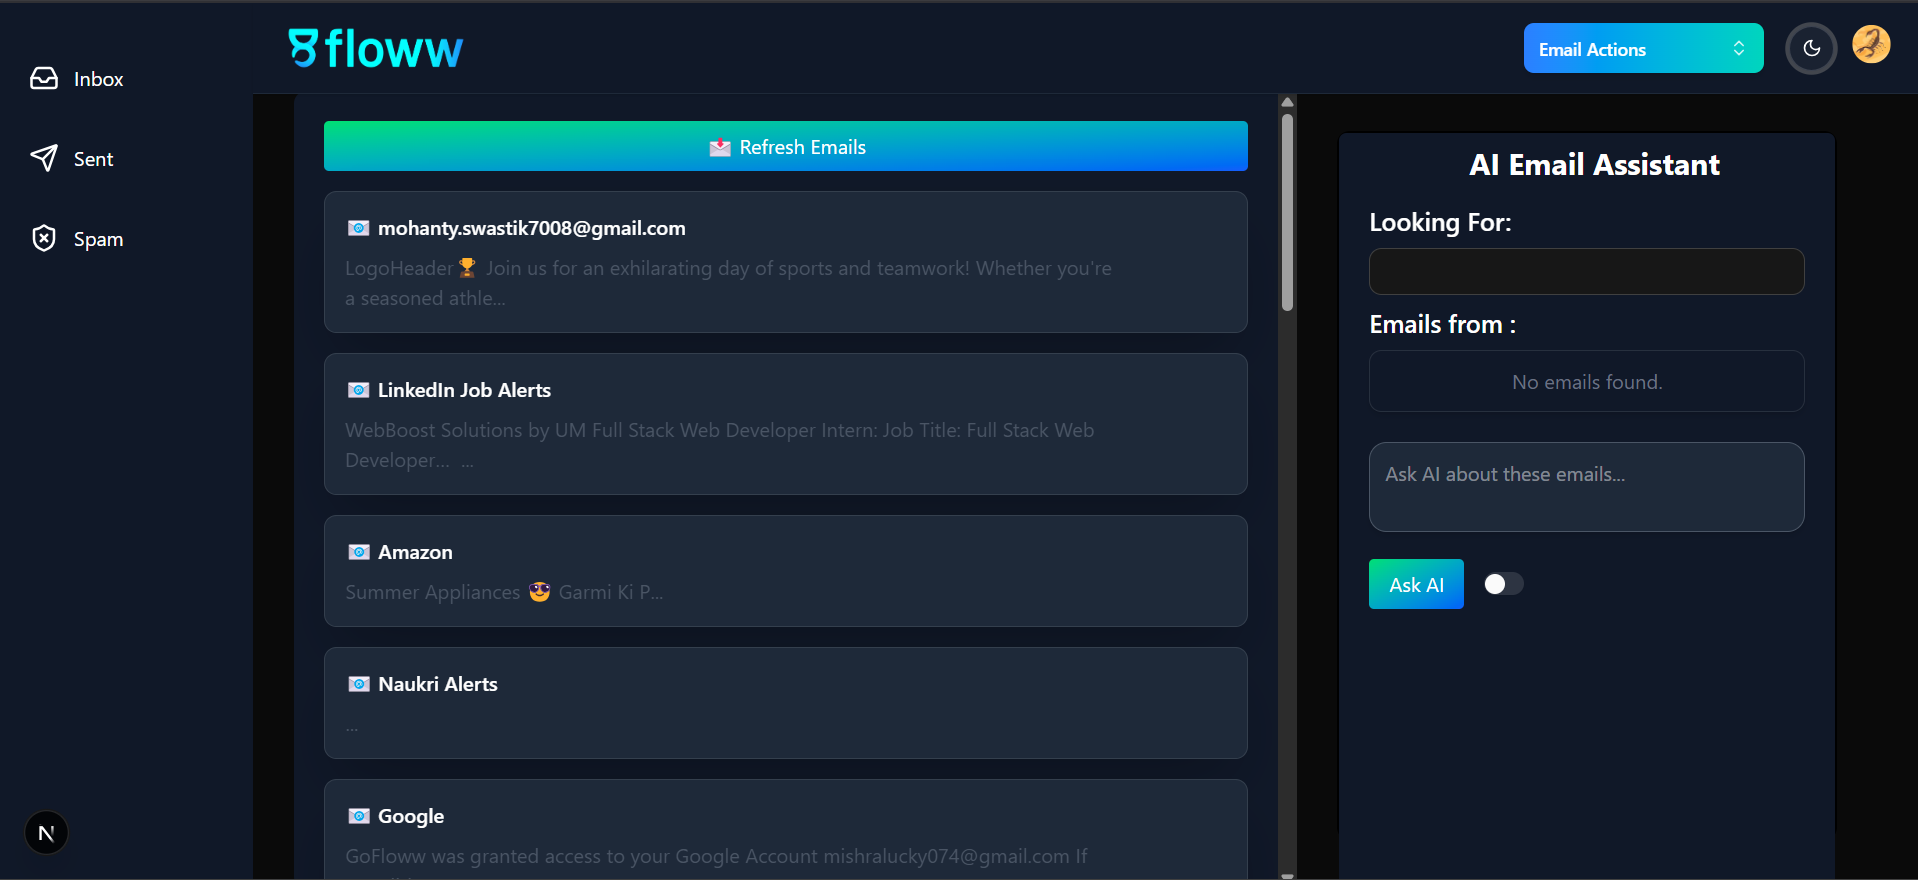 Inbox
Sent
Spam
floww
Email Actions
Refresh Emails
mohanty.swastik7008@gmail.com
LogoHeader🏆 Join us for an exhilarating day of sports and teamwork! Whether you're
a seasoned athle...
LinkedIn Job Alerts
WebBoost Solutions by UM Full Stack Web Developer Intern: Job Title: Full Stack Web
Developer... ...
Amazon
Summer Appliances 😎 Garmi Ki P...
Naukri Alerts
...
Google
GoFloww was granted access to your Google Account mishralucky074@gmail.com If
AI Email Assistant
Looking For:
Emails from :
No emails found.
Ask AI about these emails...
Ask AI
N